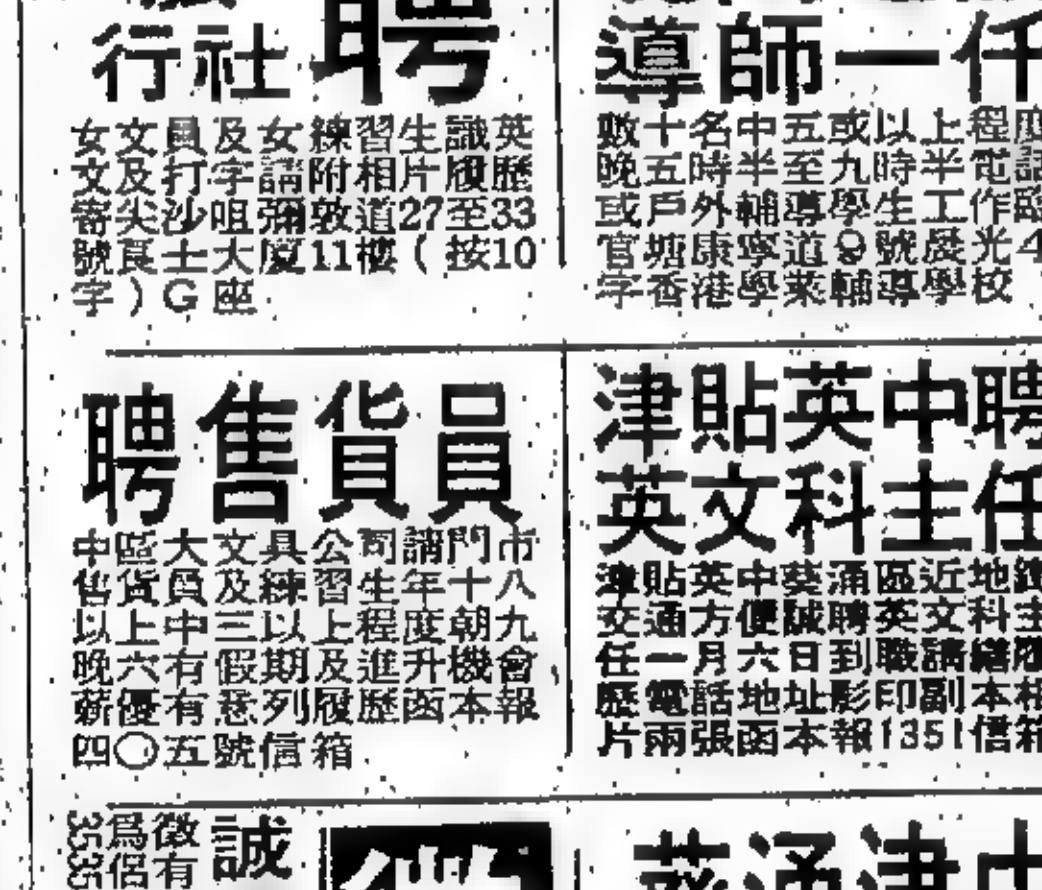 行社
聘
女文員及女練習生識英
文及打字請附相片履歷
寄尖沙咀彌敦道27至33
號良士大廈11樓(按10
字)G座
導師一
數十名中五或以上程度
晚五時半至九時半電話
或戶外輔導學生工作
官塘康寧道9號
字香港學業輔導學校
聘售貨員
中區大文具公司請門市
售貨員及練習生年十八
以上中三以上程度朝九
晚六有假期及進升機會
薪優有意列履歷函本報
四〇五號信箱
津貼英中聘
英文科主任
津貼英中葵涌區近地鐵
交通方便誠聘英文科主
任一月六日到職請繕履
歷電話地址影印副本相
片兩張函本報1351信箱
誠
徵有
為侶
3535
徵
葵涌津中